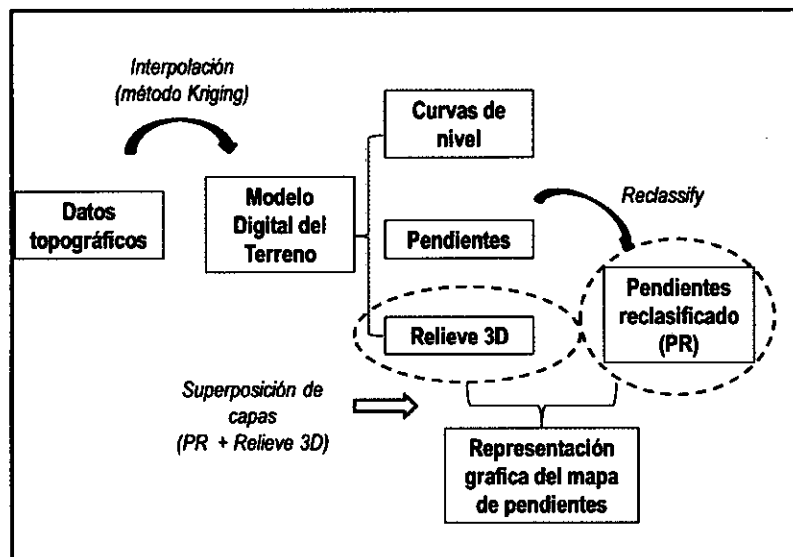 Interpolación
(método Kriging)
Curvas de
nivel
Datos
topográficos
Modelo
Digital del
Terreno
Pendientes
Reclassify
Relieve 3D
Pendientes
reclasificado
(PR)
Superposición de
capas
(PR + Relieve 3D)
Representación
grafica del mapa
de pendientes